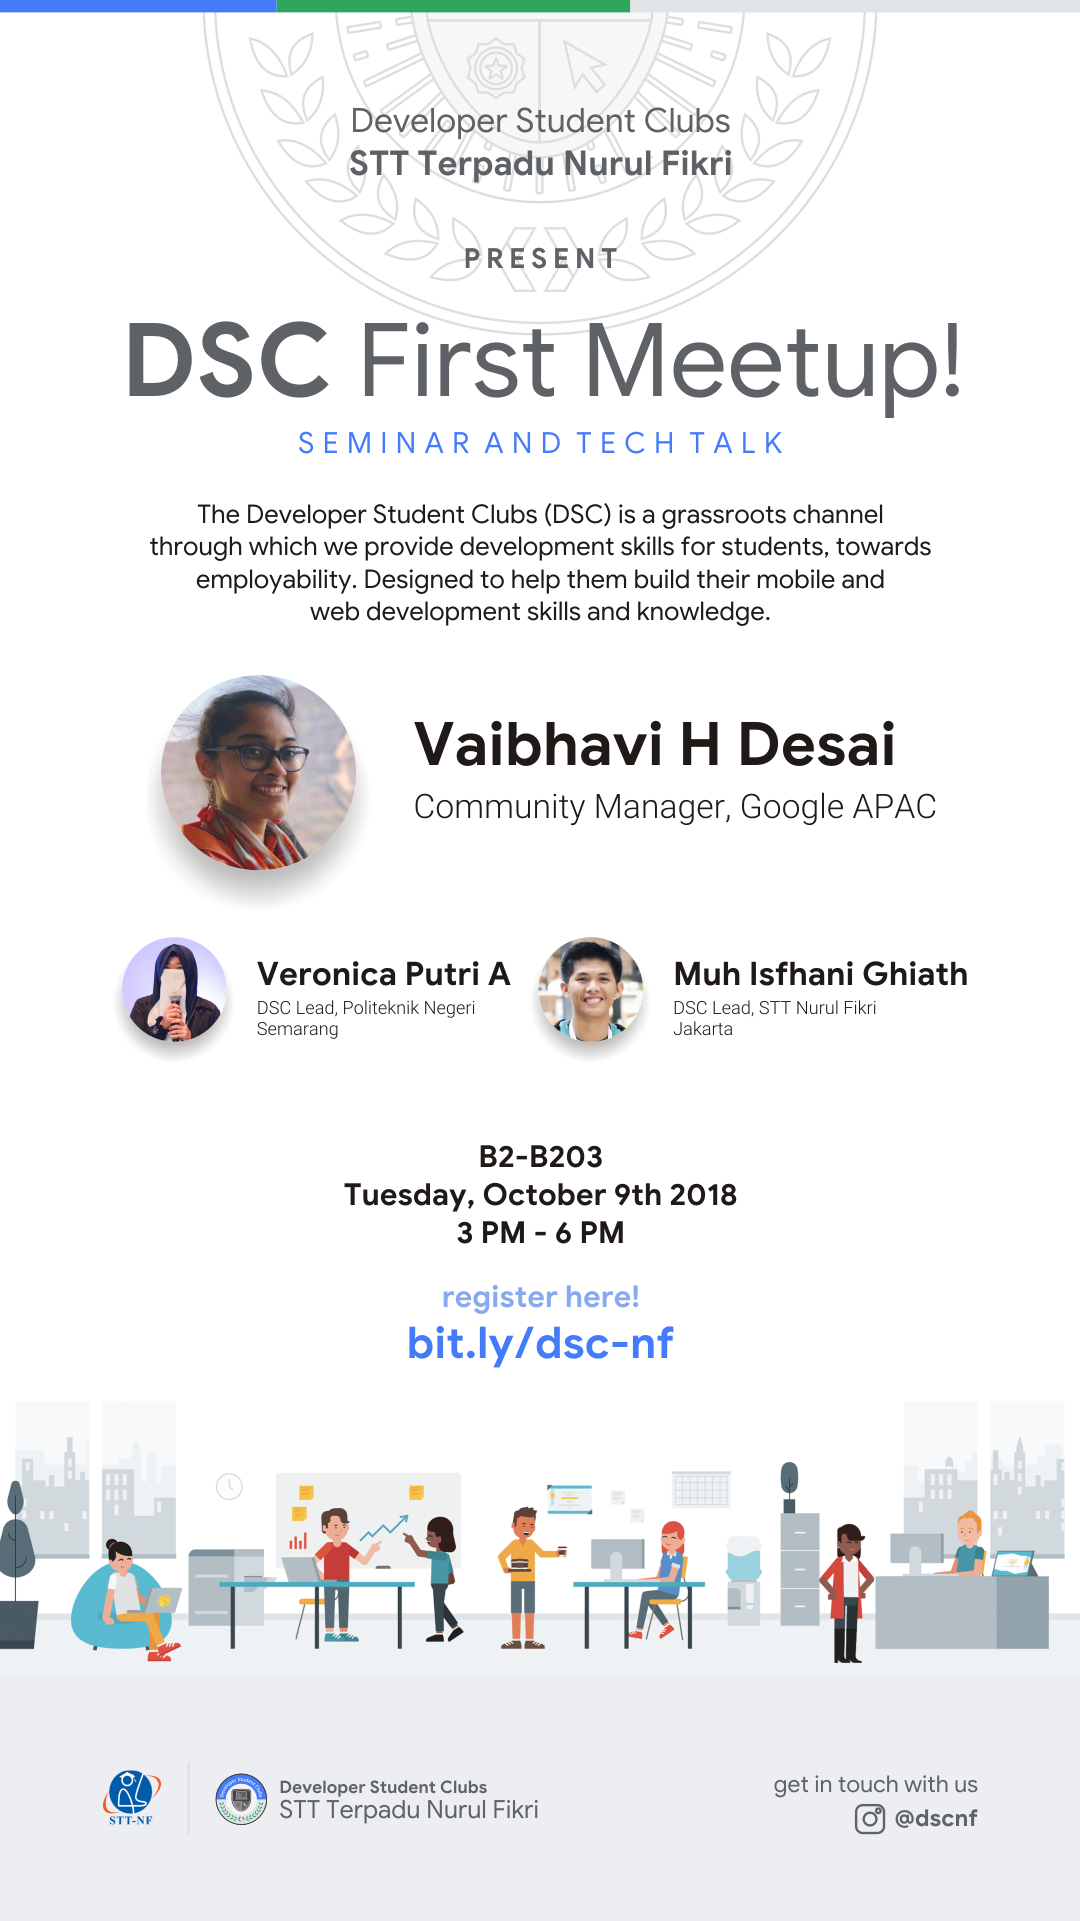 Developer Student Clubs
STT Terpadu Nurul Fikri
PRESENT
DSC First Meetup!
SEMINAR AND TECH TALK
The Developer Student Clubs (DSC) is a grassroots channel
through which we provide development skills for students, towards
employability. Designed to help them build their mobile and
web development skills and knowledge.
Vaibhavi H Desai
Community Manager, Google APAC
Veronica Putri A
DSC Lead, Politeknik Negeri
Semarang
Muh Isfhani Ghiath
DSC Lead, STT Nurul Fikri
Jakarta
B2-B203
Tuesday, October 9th 2018
3 PM - 6 PM
register here!
bit.ly/dsc-nf
STT-NF
Developer Student Clubs
Developer Student Clubs
STT Terpadu Nurul Fikri
get in touch with us
@dscnf